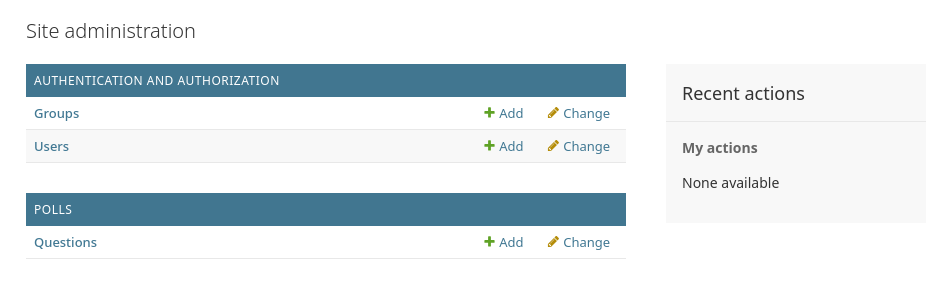 Site administration
AUTHENTICATION AND AUTHORIZATION
Groups Add Change
Users Add Change
POLLS
Questions Add Change
Recent actions
My actions
None available